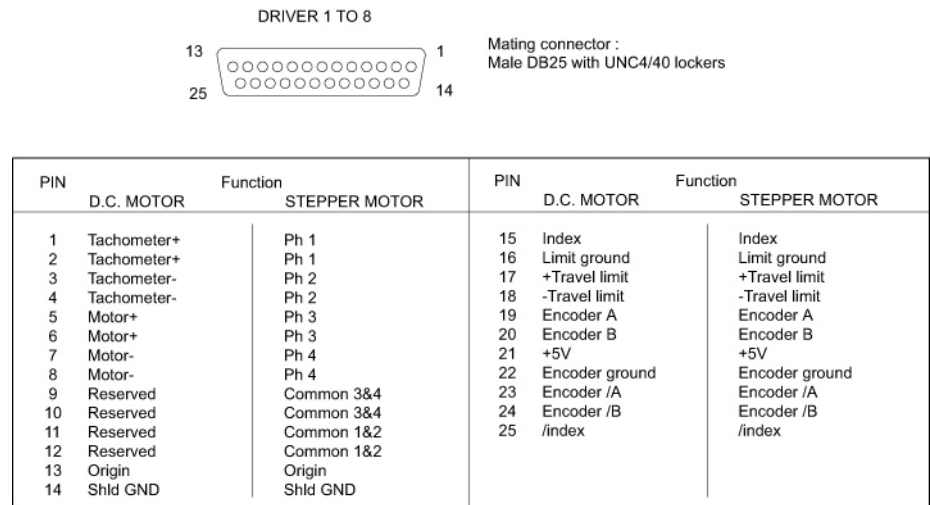 DRIVER 1 TO 8
13 1
25 14
Mating connector :
Male DB25 with UNC4/40 lockers
PIN Function
D.C. MOTOR STEPPER MOTOR
1 Tachometer+ Ph 1
2 Tachometer+ Ph 1
3 Tachometer- Ph 2
4 Tachometer- Ph 2
5 Motor+ Ph 3
6 Motor+ Ph 3
7 Motor- Ph 4
8 Motor- Ph 4
9 Reserved Common 3&4
10 Reserved Common 3&4
11 Reserved Common 1&2
12 Reserved Common 1&2
13 Origin Origin
14 Shld GND Shld GND
PIN Function
D.C. MOTOR STEPPER MOTOR
15 Index Index
16 Limit ground Limit ground
17 +Travel limit +Travel limit
18 -Travel limit -Travel limit
19 Encoder A Encoder A
20 Encoder B Encoder B
21 +5V +5V
22 Encoder ground Encoder ground
23 Encoder /A Encoder /A
24 Encoder /B Encoder /B
25 /index /index